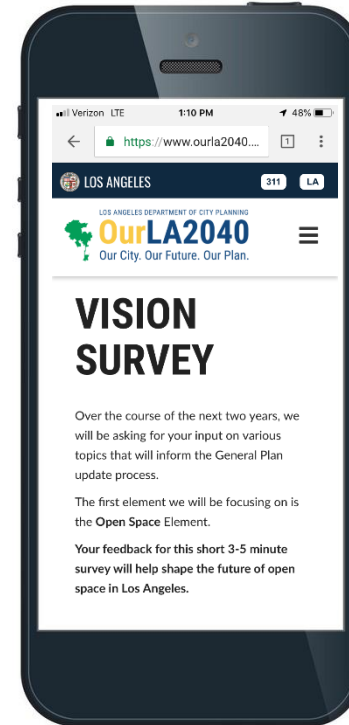 Verizon LTE 1:10 PM 48%
https://www.ourla2040....
1
LOS ANGELES 311 LA
LOS ANGELES DEPARTMENT OF CITY PLANNING
OurLA2040
Our City. Our Future. Our Plan.
VISION
SURVEY
Over the course of the next two years, we
will be asking for your input on various
topics that will inform the General Plan
update process.
The first element we will be focusing on is
the Open Space Element.
Your feedback for this short 3-5 minute
survey will help shape the future of open
space in Los Angeles.